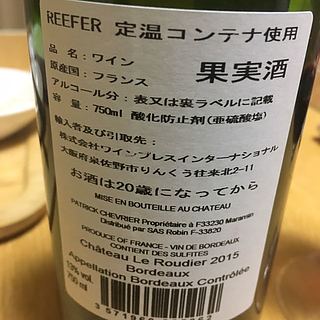 REEFER 定温コンテナ使用
品名：ワイン
原産国：フランス 果実酒
アルコール分：表又は裏ラベルに記載
容量：750ml 酸化防止剤(亜硫酸塩)
輸入者及び引取先：
株式会社ワインプレスインターナショナル
大阪府泉佐野市りんくう往来北2-11
お酒は20歳になってから
MISE EN BOUTEILLE AU CHATEAU
PATRICK CHEVRIER Propriétaire à F33230 Maransin
Distribué par SAS Robin F-33820
PRODUCE OF FRANCE - VIN DE BORDEAUX
CONTIENT DES SULFITES
Château Le Roudier 2015
Bordeaux
Appellation Bordeaux Contrôlée
13% vol.
750 ml